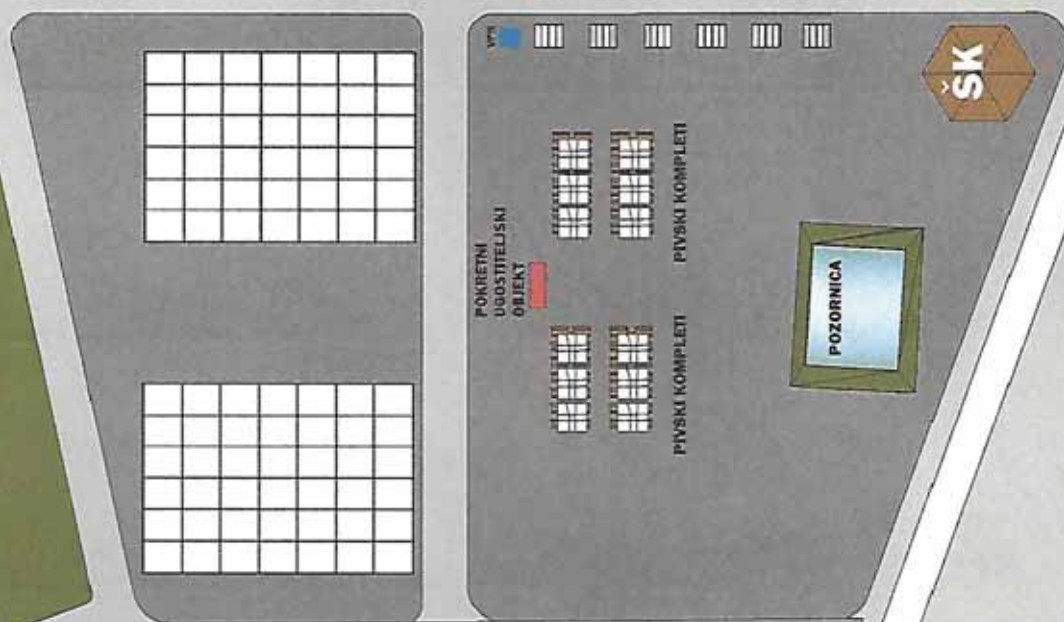 ŠK
POKRETNI
UGOSTITELJSKI
OBJEKT
PIVSKI KOMPLETI
PIVSKI KOMPLETI
POZORNICA